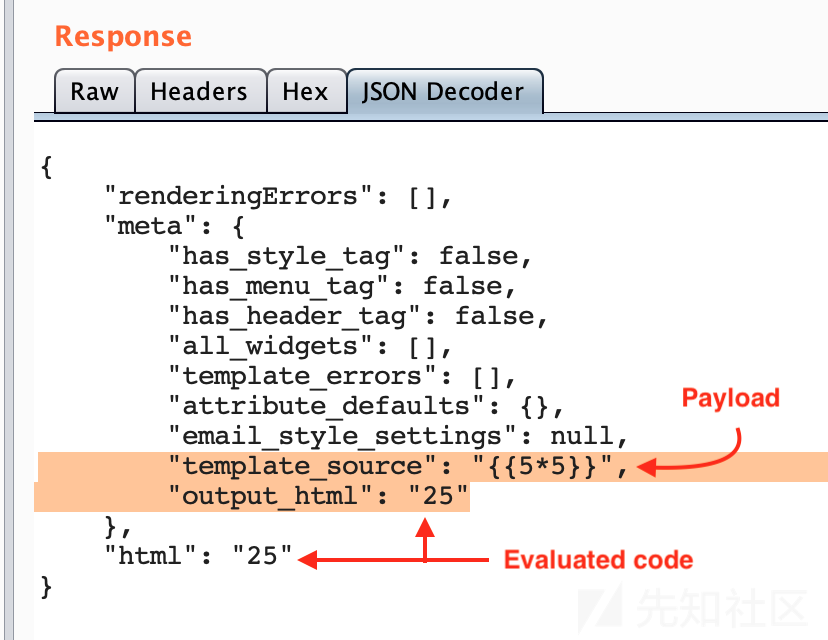 Response
Raw
Headers
Hex
JSON Decoder
{
"renderingErrors": [],
"meta": {
"has_style_tag": false,
"has_menu_tag": false,
"has_header_tag": false,
"all_widgets": [],
"template_errors": [],
"attribute_defaults": {},
Payload
"email_style_settings": null,
"template_source": "{{5*5}}",
"output_html": "25"
},
"html": "25"
Evaluated code
}
先知社区